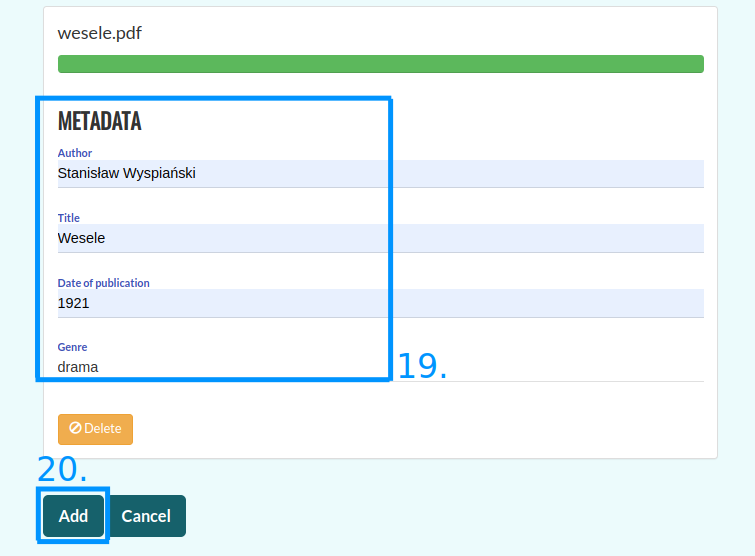 wesele.pdf
METADATA
Author
Stanisław Wyspiański
Title
Wesele
Date of publication
1921
Genre
drama
19.
Delete
20.
Add
Cancel